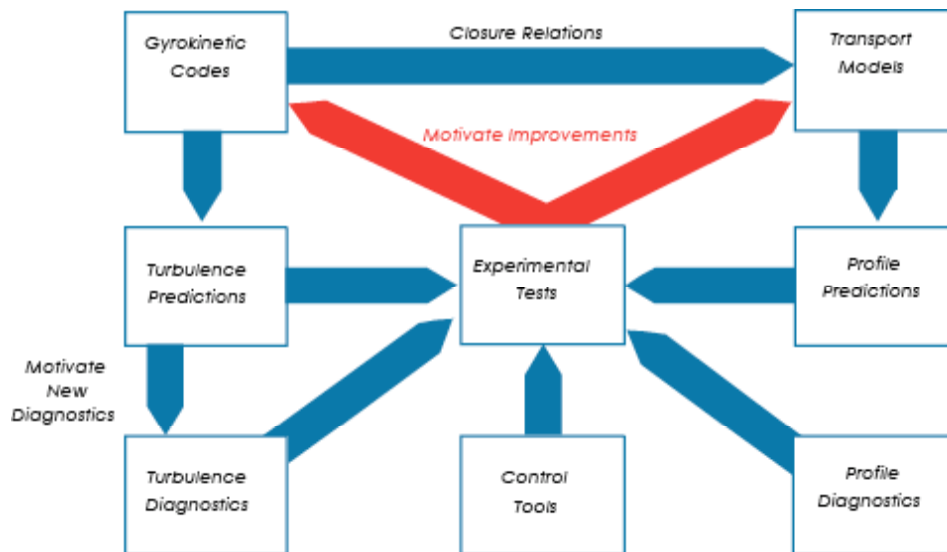 Gyrokinetic
Codes
Closure Relations
Transport
Models
Motivate Improvements
Turbulence
Predictions
Experimental
Tests
Profile
Predictions
Motivate
New
Diagnostics
Turbulence
Diagnostics
Control
Tools
Profile
Diagnostics